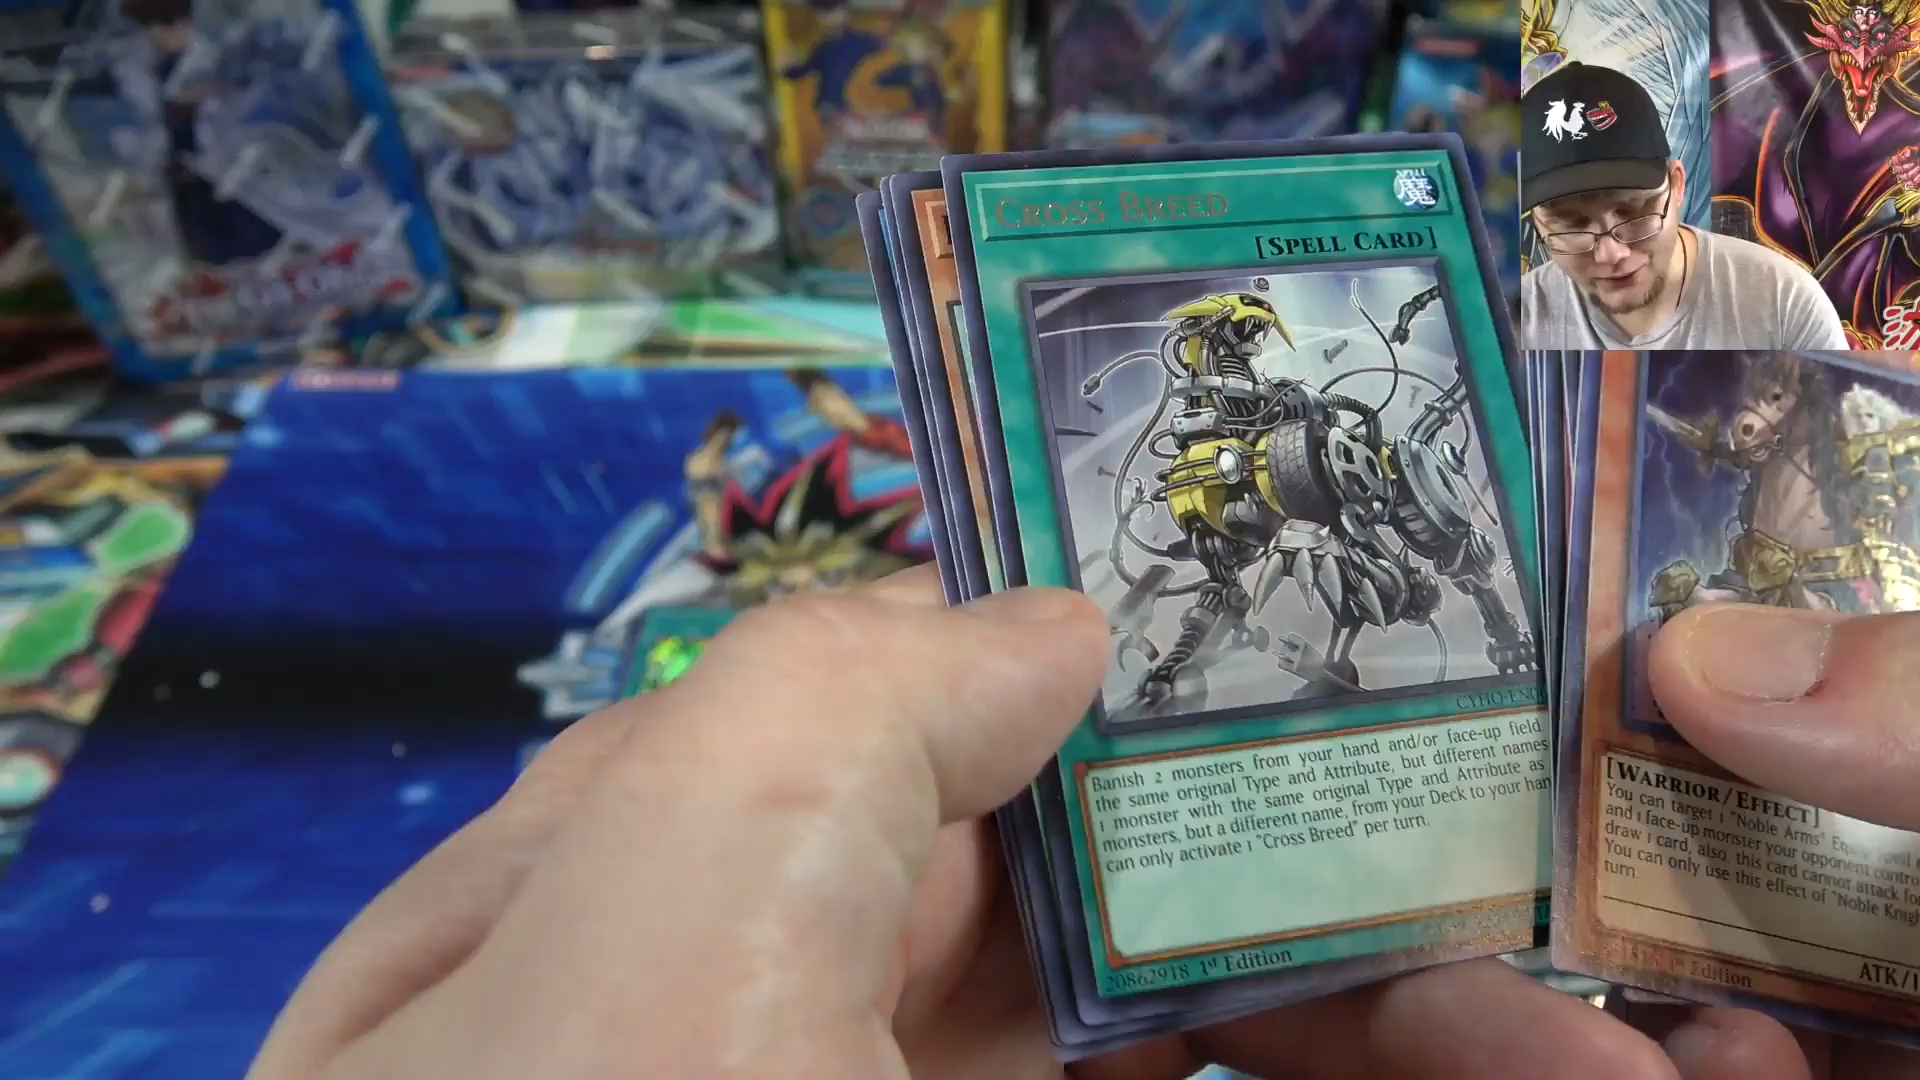 CROSS BREED
[SPELL CARD]
CYHO-EN0
Banish 2 monsters from your hand and/or face-up field
the same original Type and Attribute, but different names
1 monster with the same original Type and Attribute as
monsters, but a different name, from your Deck to your han
can only activate 1 "Cross Breed" per turn.
20862918 1st Edition
[WARRIOR/EFFECT]
You can target 1 "Noble Arms" Equip Spell
and 1 face-up monster your opponent contro
draw 1 card, also, this card cannot attack fo
You can only use this effect of "Noble Knig
turn.
1st Edition
ATK/1